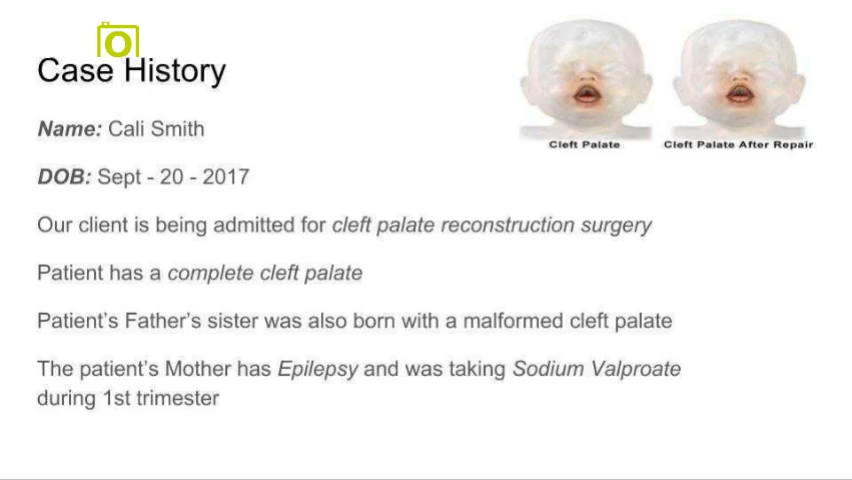 Case History
Cleft Palate
Cleft Palate After Repair
Name: Cali Smith
DOB: Sept - 20 - 2017
Our client is being admitted for cleft palate reconstruction surgery
Patient has a complete cleft palate
Patient's Father's sister was also born with a malformed cleft palate
The patient's Mother has Epilepsy and was taking Sodium Valproate
during 1st trimester